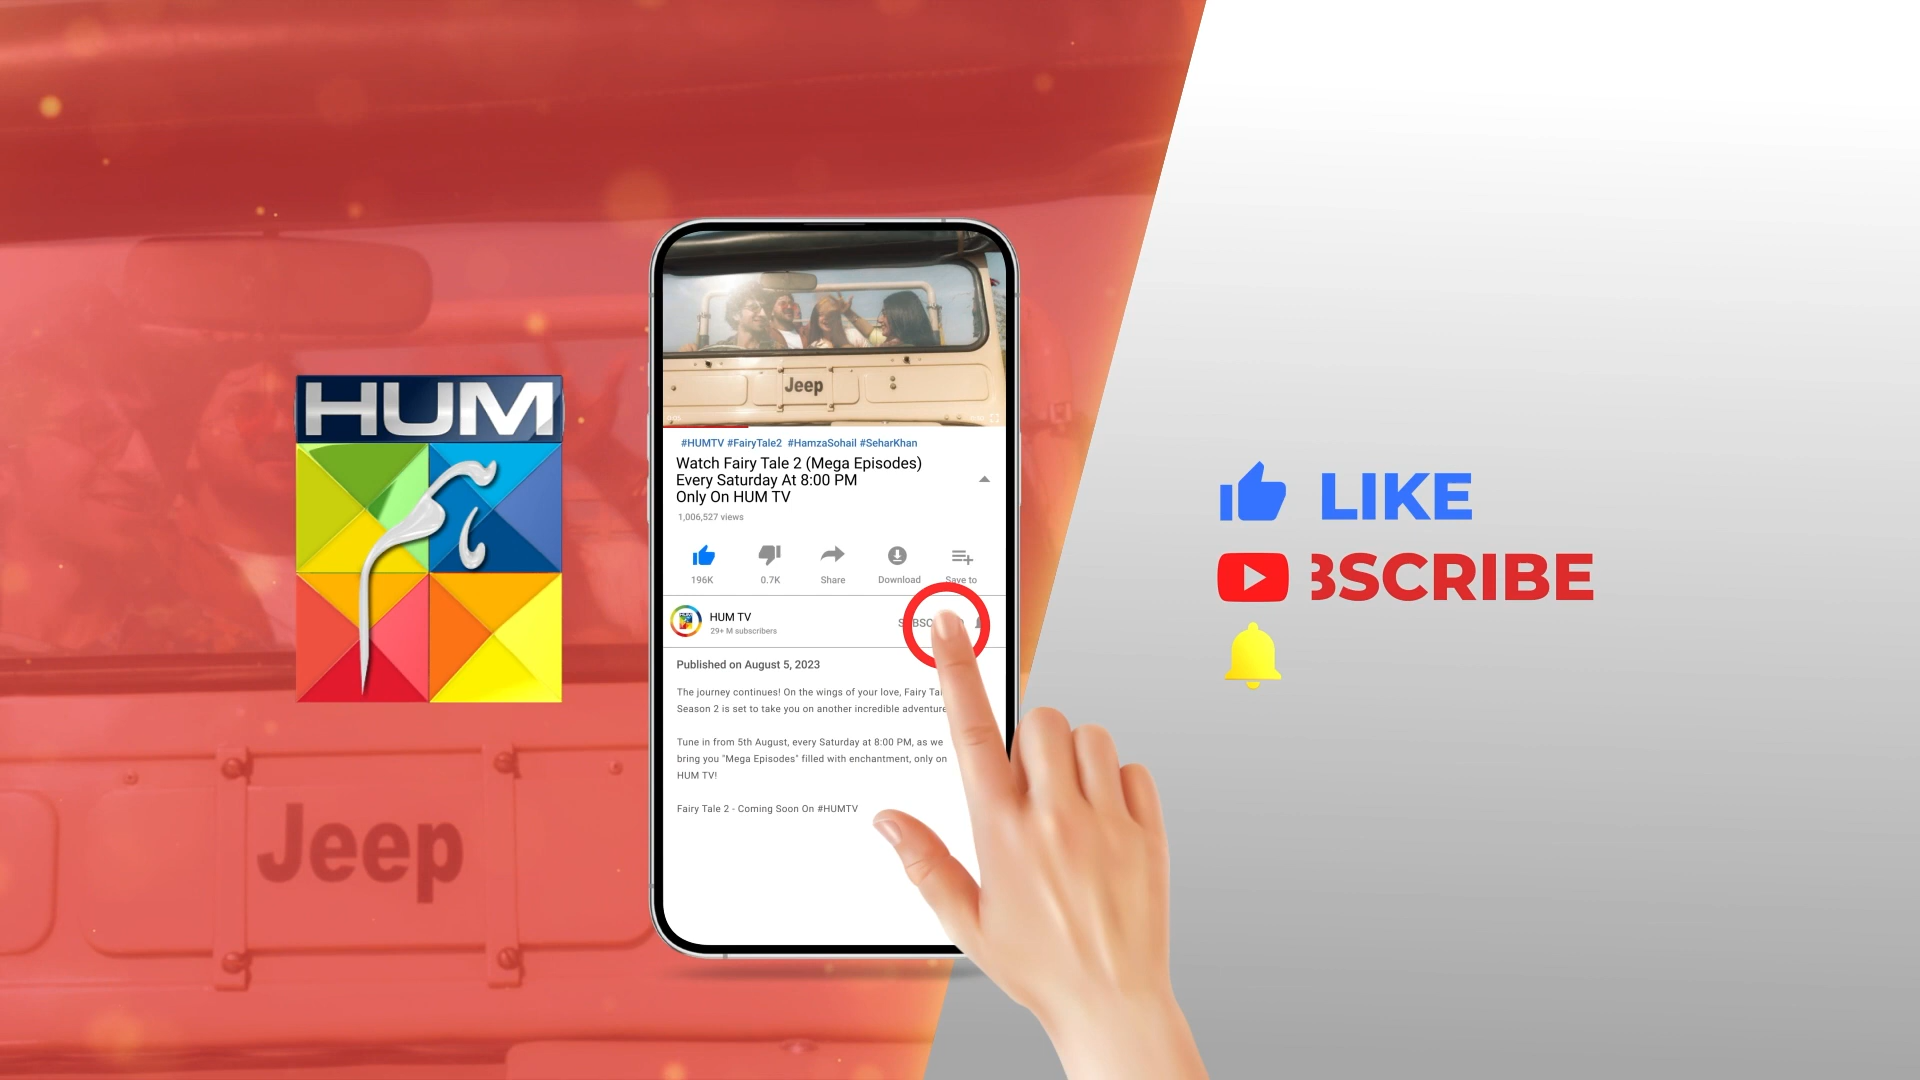 HUM
ہم
Jeep
Jeep
#HUMTV #FairyTale2 #HamzaSohail #SeharKhan
Watch Fairy Tale 2 (Mega Episodes)
Every Saturday At 8:00 PM
Only On HUM TV
1,006,527 views
196K 0.7K Share Download Save to
HUM TV
29+ M subscribers
Published on August 5, 2023
The journey continues! On the wings of your love, Fairy
Season 2 is set to take you on another incredible adventure
Tune in from 5th August, every Saturday at 8:00 PM, as we
bring you "Mega Episodes" filled with enchantment, only on
HUM TV!
Fairy Tale 2 - Coming Soon On #HUMTV
LIKE
BSCRIBE